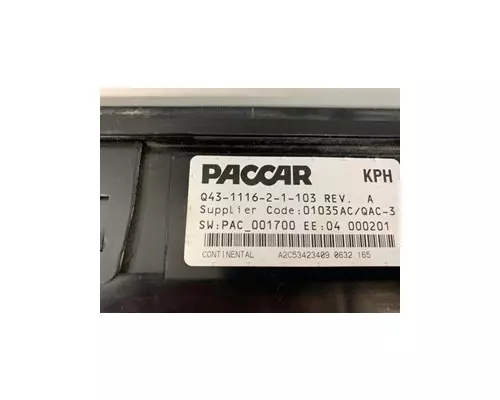 PACCAR KPH
Q43-1116-2-1-103 REV. A
Supplier Code:01035AC/QAC-3
SW:PAC_001700 EE:04 000201
CONTINENTAL A2C53423409 0632 165